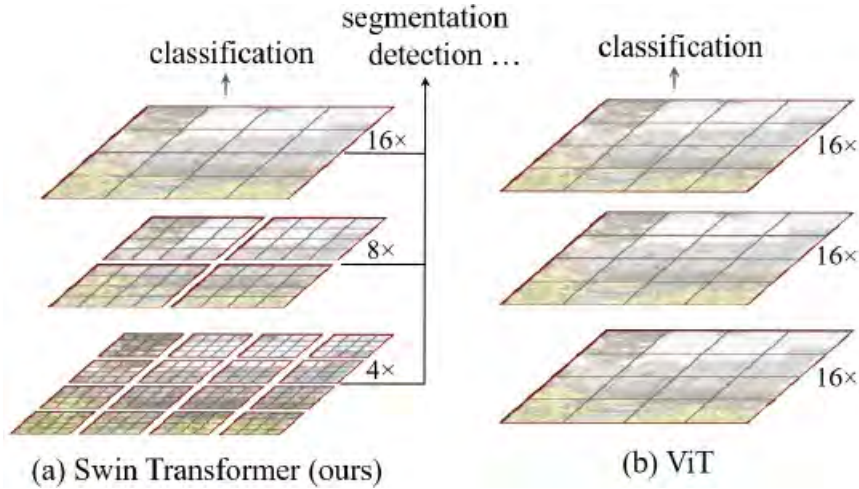 segmentation
classification
detection ...
classification
16×
8×
4×
16×
16×
16×
(a) Swin Transformer (ours)
(b) ViT